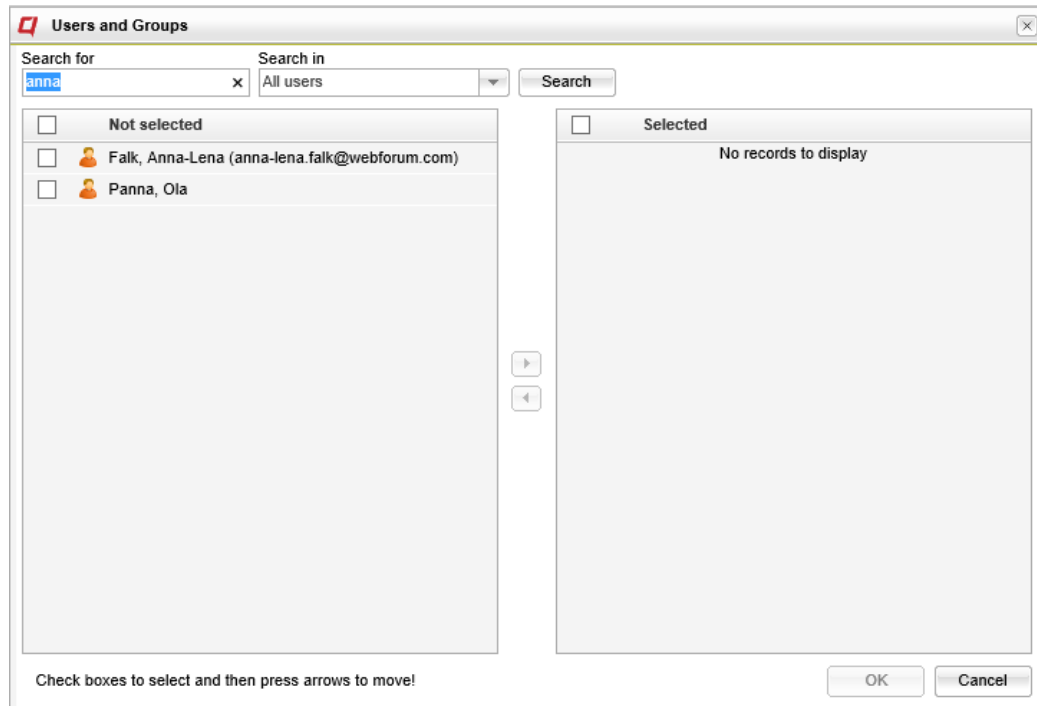 Users and Groups
Search for
Search in
anna
All users
Search
Not selected
Selected
Falk, Anna-Lena (anna-lena.falk@webforum.com)
No records to display
Panna, Ola
Check boxes to select and then press arrows to move!
OK
Cancel